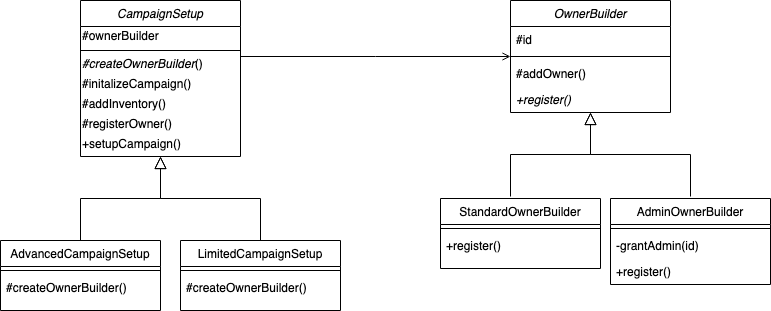 CampaignSetup
#ownerBuilder
#createOwnerBuilder()
#initalizeCampaign()
#addInventory()
#registerOwner()
+setupCampaign()
OwnerBuilder
#id
#addOwner()
+register()
AdvancedCampaignSetup
#createOwnerBuilder()
LimitedCampaignSetup
#createOwnerBuilder()
StandardOwnerBuilder
+register()
AdminOwnerBuilder
-grantAdmin(id)
+register()